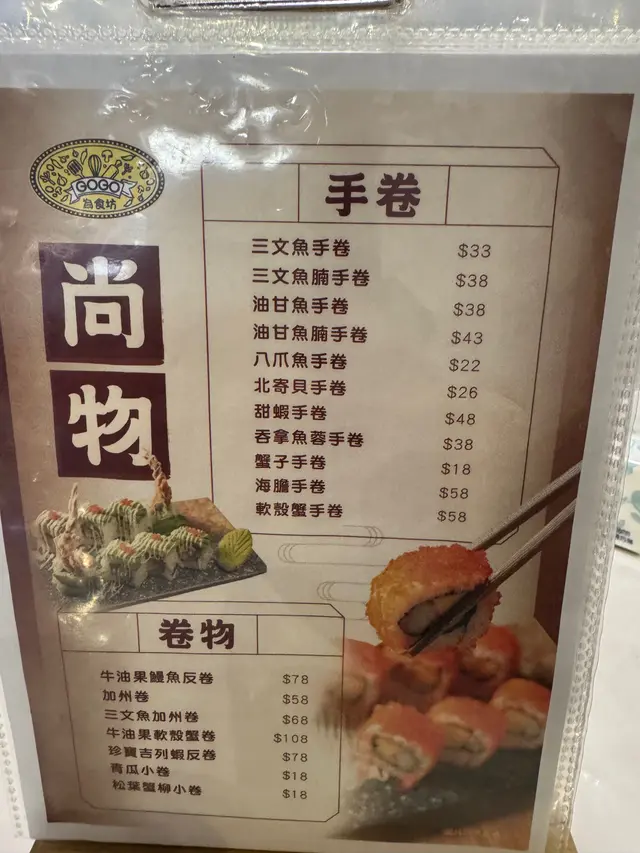 GOGO
為食坊
尚
物
手卷
三文魚手卷 $33
三文魚腩手卷 $38
油甘魚手卷 $38
油甘魚腩手卷 $43
八爪魚手卷 $22
北寄貝手卷 $26
甜蝦手卷 $48
吞拿魚蓉手卷 $38
蟹子手卷 $18
海膽手卷 $58
軟殼蟹手卷 $58
卷物
牛油果鰻魚反卷 $78
加州卷 $58
三文魚加州卷 $68
牛油果軟殼蟹卷 $108
珍寶吉列蝦反卷 $78
青瓜小卷 $18
松葉蟹柳小卷 $18